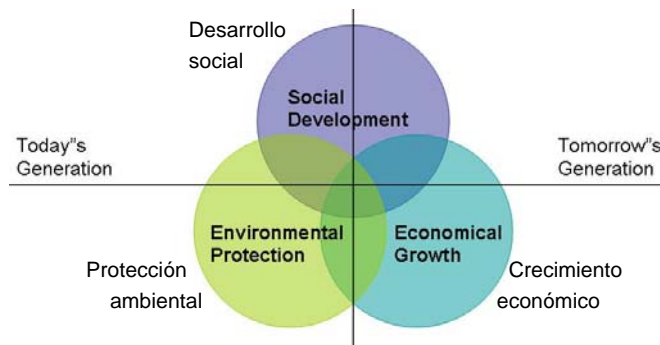 Desarrollo
social
Social
Development
Today"s
Generation
Tomorrow"s
Generation
Environmental
Protection
Economical
Growth
Protección
ambiental
Crecimiento
económico